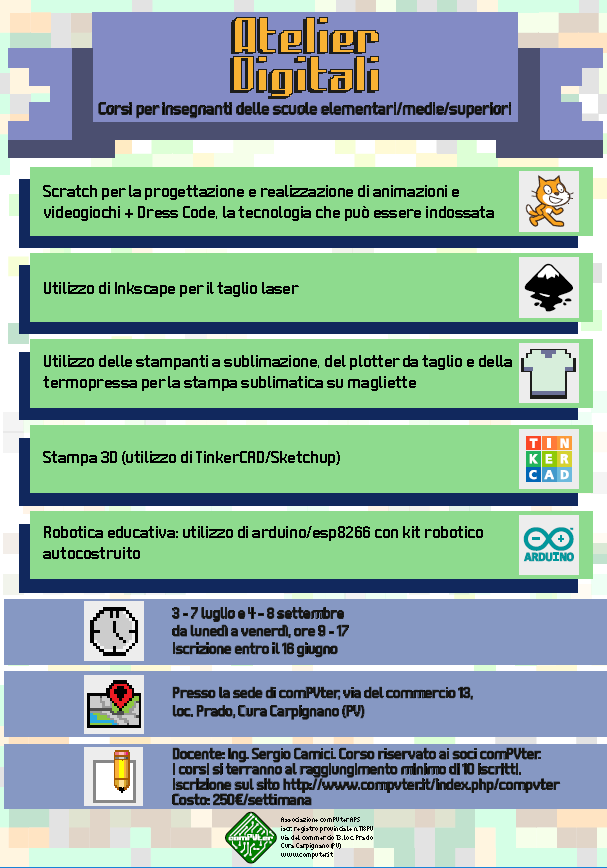 Atelier
Digitali
Corsi per insegnanti delle scuole elementari/medie/superiori
Scratch per la progettazione e realizzazione di animazioni e
videogiochi + Dress Code, la tecnologia che può essere indossata
Utilizzo di Inkscape per il taglio laser
Utilizzo delle stampanti a sublimazione, del plotter da taglio e della
termopressa per la stampa sublimatica su magliette
Stampa 3D (utilizzo di TinkerCAD/Sketchup)
TIN
KER
CAD
Robotica educativa: utilizzo di arduino/esp8266 con kit robotico
autocostruito
ARDUINO
3 - 7 luglio e 4 - 8 settembre
da lunedì a venerdì, ore 9 - 17
Iscrizione entro il 16 giugno
Presso la sede di comPVter, via del commercio 13,
loc. Prado, Cura Carpignano (PV)
Docente: Ing. Sergio Camici. Corso riservato ai soci comPVter.
I corsi si terranno al raggiungimento minimo di 10 iscritti.
Iscrizione sul sito http://www.compvter.it/index.php/compvter
Costo: 250€/settimana
comPVter
Associazione comPVter APS
iscr. registro provinciale n.78PV
via del commercio 13, loc. Prado
Cura Carpignano (PV)
www.compvter.it